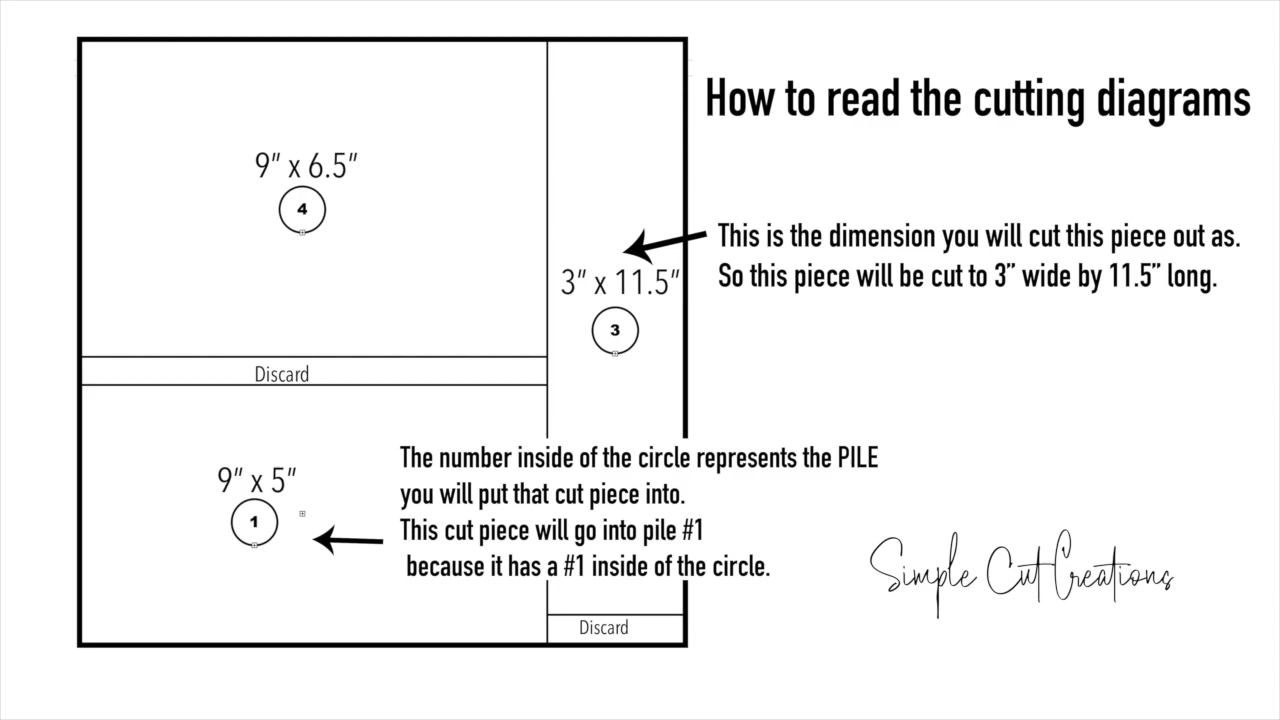 How to read the cutting diagrams
9” x 6.5”
4
This is the dimension you will cut this piece out as.
So this piece will be cut to 3” wide by 11.5” long.
3” x 11.5”
3
Discard
The number inside of the circle represents the PILE
you will put that cut piece into.
This cut piece will go into pile #1
because it has a #1 inside of the circle.
9” x 5”
1
Simple Cut Creations
Discard